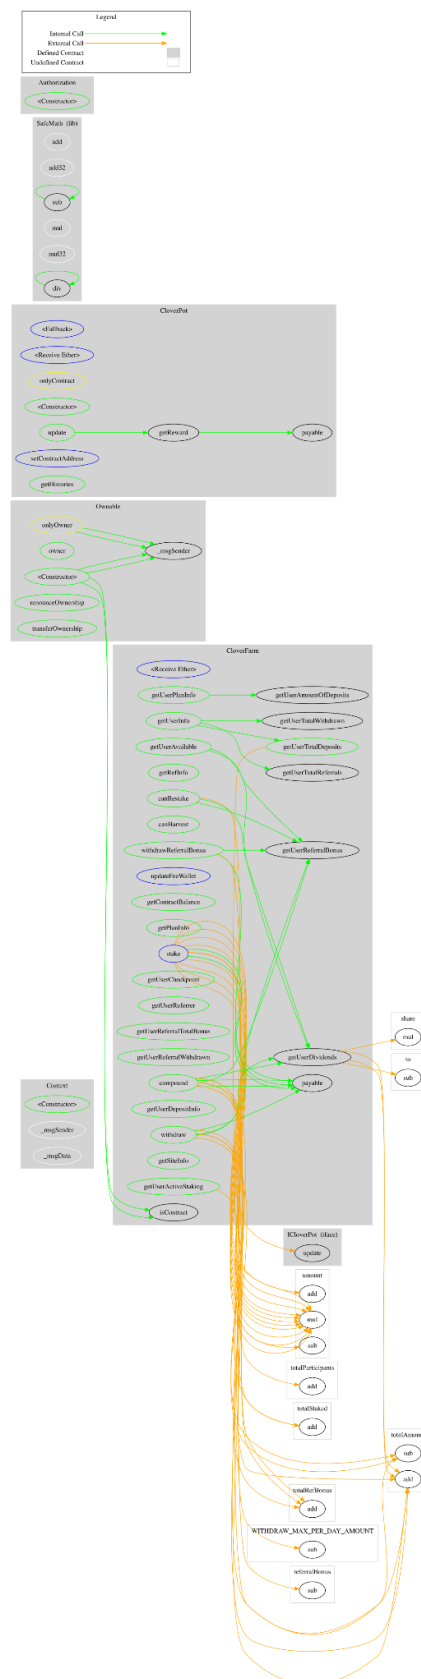 Legend
Internal Call
External Call
Defined Contract
Undefined Contract
Authorization
<Constructor>
SafeMath (lib)
add
add32
sub
mul
mul32
div
CloverPot
<Fallback>
<Receive Ether>
onlyContract
<Constructor>
update
getReward
payable
setContractAddress
getHistories
Ownable
onlyOwner
owner
_msgSender
<Constructor>
renounceOwnership
transferOwnership
CloverFarm
<Receive Ether>
getUserPlanInfo
getUserAmountOfDeposits
getUserInfo
getUserTotalWithdrawn
getUserAvailable
getUserTotalDeposits
getRefInfo
getUserTotalReferrals
canRestake
canHarvest
withdrawReferralBonus
getUserReferralBonus
updateFeeWallet
getContractBalance
getPlanInfo
stake
getUserCheckpoint
getUserReferrer
getUserReferralTotalBonus
getUserReferralWithdrawn
getUserDividends
compound
payable
getUserDepositInfo
withdraw
getSiteInfo
getUserActiveStaking
isContract
share
mul
to
sub
Context
<Constructor>
_msgSender
_msgData
ICloverPot (iface)
update
amount
add
mul
sub
totalParticipants
add
totalStaked
add
totalAmount
sub
add
totalRefBonus
add
WITHDRAW_MAX_PER_DAY_AMOUNT
sub
referralBonus
sub